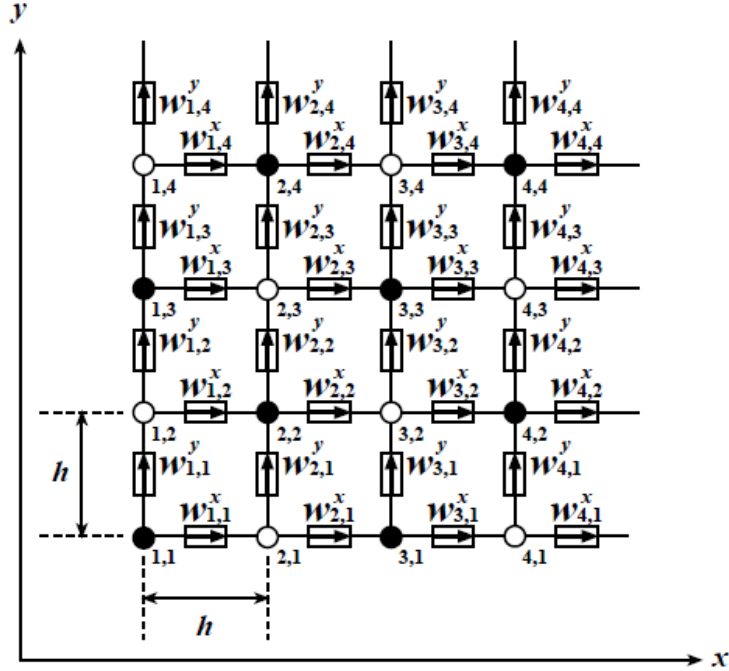 y
w^y_{1,4} w^y_{2,4} w^y_{3,4} w^y_{4,4}
w^x_{1,4} w^x_{2,4} w^x_{3,4} w^x_{4,4}
1,4 2,4 3,4 4,4
w^y_{1,3} w^y_{2,3} w^y_{3,3} w^y_{4,3}
w^x_{1,3} w^x_{2,3} w^x_{3,3} w^x_{4,3}
1,3 2,3 3,3 4,3
w^y_{1,2} w^y_{2,2} w^y_{3,2} w^y_{4,2}
w^x_{1,2} w^x_{2,2} w^x_{3,2} w^x_{4,2}
1,2 2,2 3,2 4,2
h w^y_{1,1} w^y_{2,1} w^y_{3,1} w^y_{4,1}
w^x_{1,1} w^x_{2,1} w^x_{3,1} w^x_{4,1}
1,1 2,1 3,1 4,1
h
x